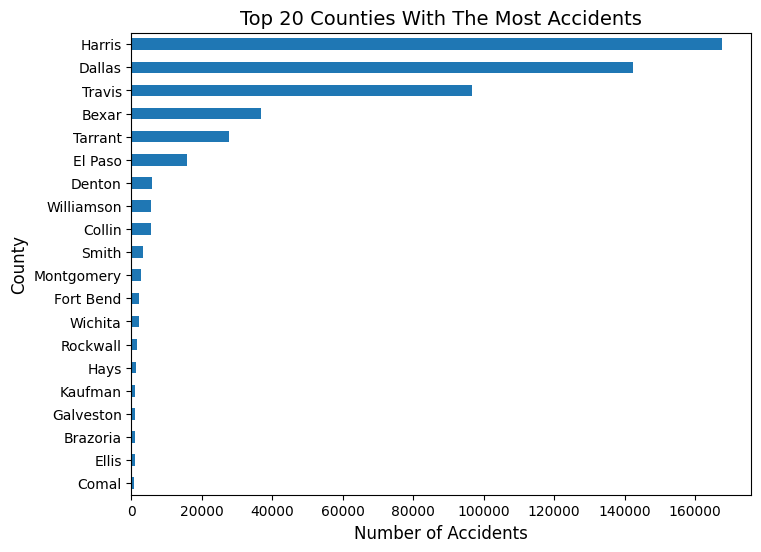 Top 20 Counties With The Most Accidents
Harris
Dallas
Travis
Bexar
Tarrant
El Paso
Denton
Williamson
Collin
Smith
Montgomery
Fort Bend
Wichita
Rockwall
Hays
Kaufman
Galveston
Brazoria
Ellis
Comal
County
0 20000 40000 60000 80000 100000 120000 140000 160000
Number of Accidents